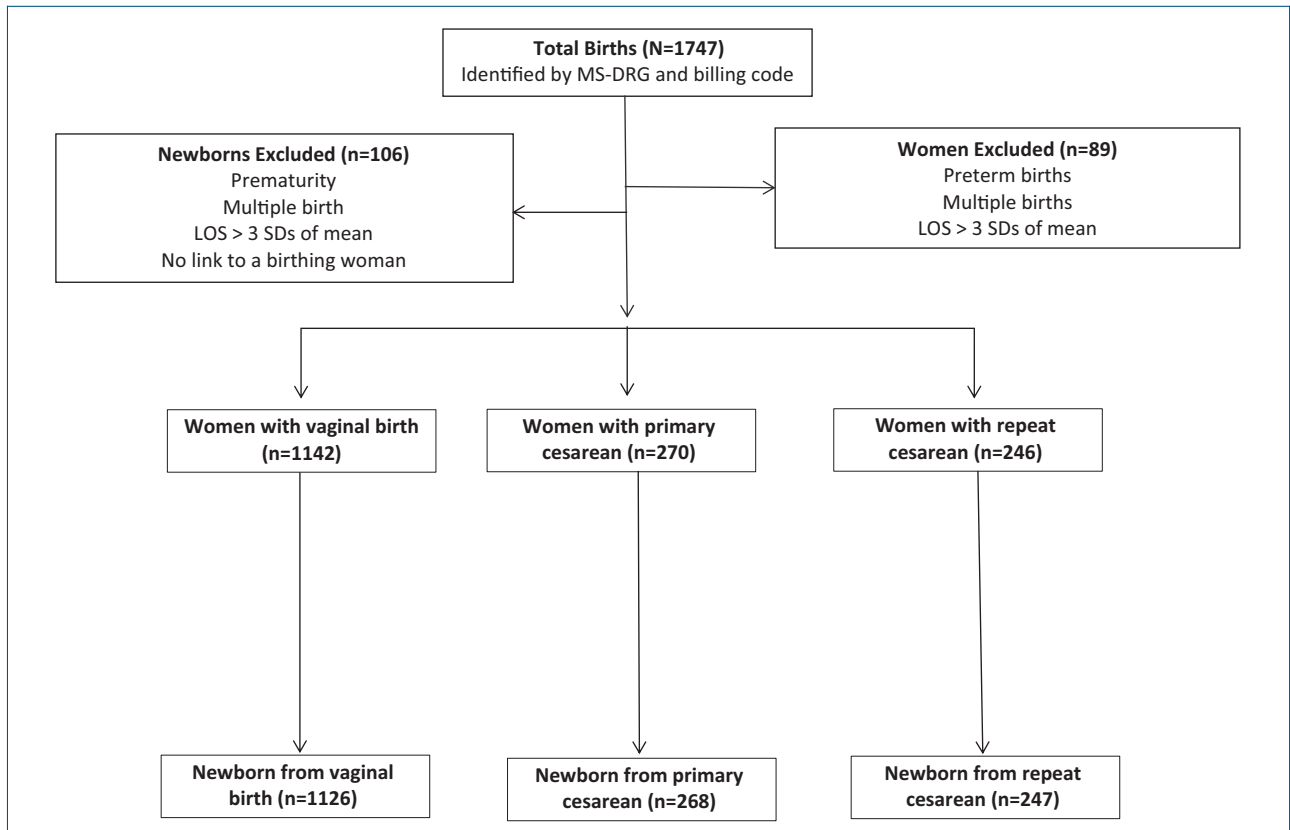 Total Births (N=1747)
Identified by MS-DRG and billing code
Newborns Excluded (n=106)
Prematurity
Multiple birth
LOS > 3 SDs of mean
No link to a birthing woman
Women Excluded (n=89)
Preterm births
Multiple births
LOS > 3 SDs of mean
Women with vaginal birth
(n=1142)
Women with primary
cesarean (n=270)
Women with repeat
cesarean (n=246)
Newborn from vaginal
birth (n=1126)
Newborn from primary
cesarean (n=268)
Newborn from repeat
cesarean (n=247)